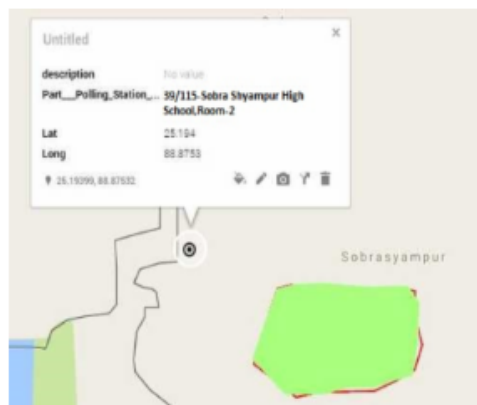 Untitled
description No value
Part__Polling_Station_... 39/115-Sobra Shyampur High
School,Room-2
Lat 25.194
Long 88.8753
25.19399, 88.87532
Sobrasyampur